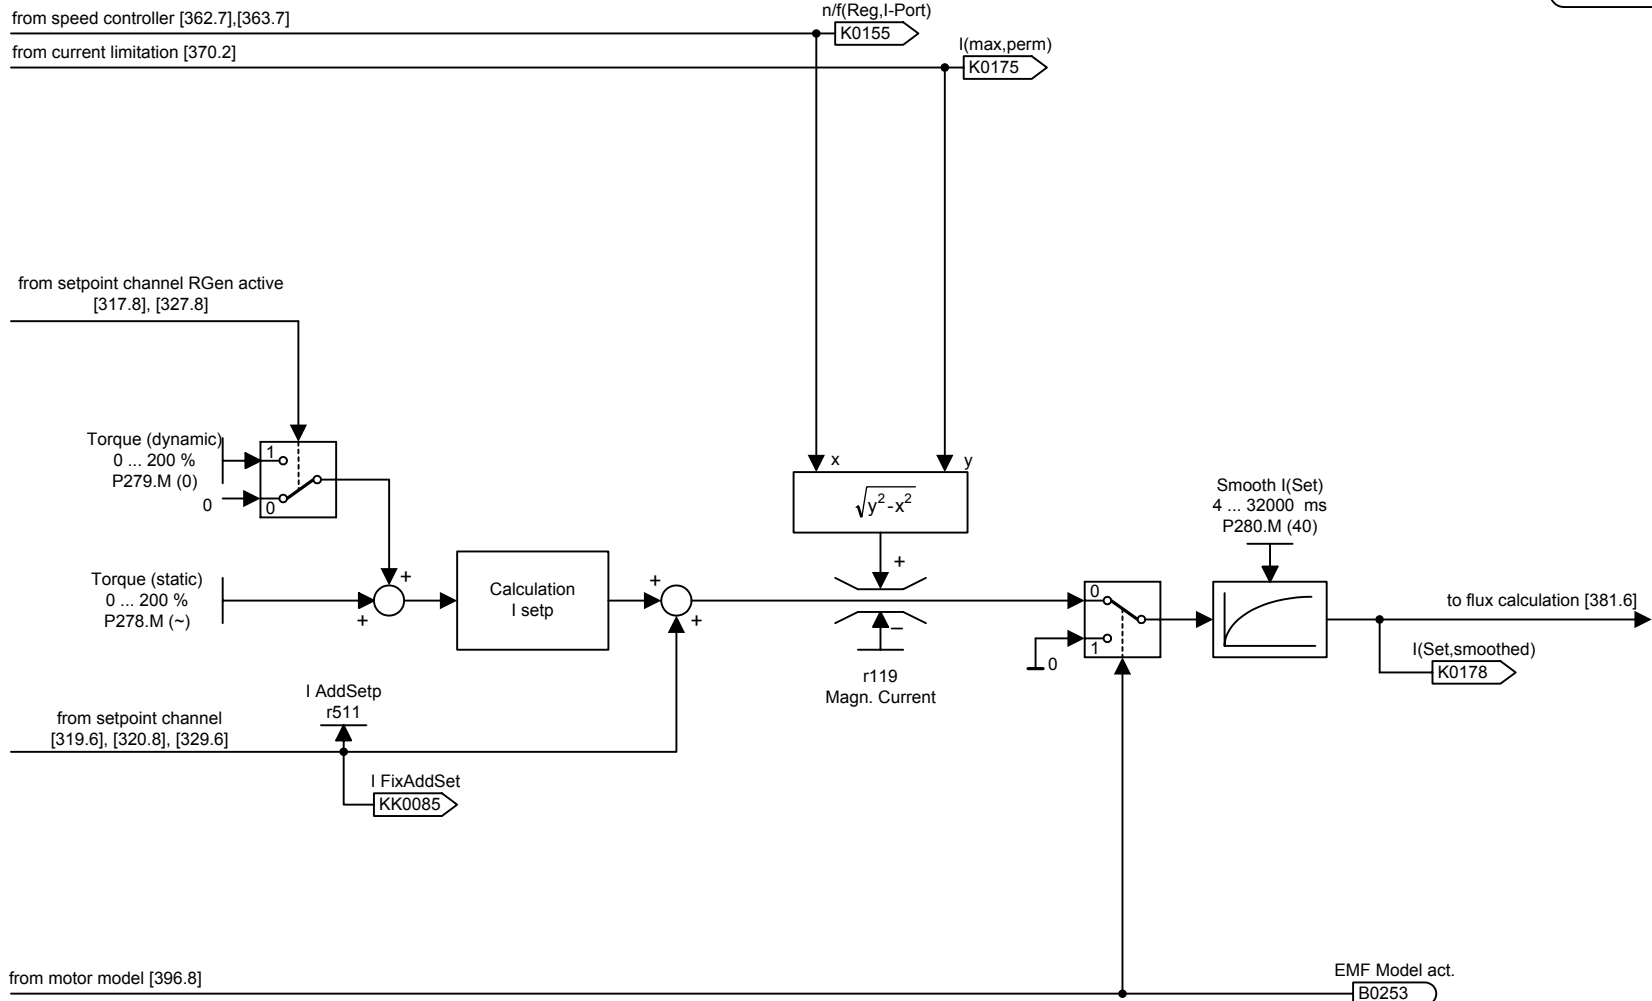 from speed controller [362.7],[363.7]
n/f(Reg,I-Port)
K0155
from current limitation [370.2]
I(max,perm)
K0175
from setpoint channel RGen active
[317.8], [327.8]
Torque (dynamic)
0 ... 200 %
P279.M (0)
1
0
0
x
y
√y²-x²
Smooth I(Set)
4 ... 32000 ms
P280.M (40)
Torque (static)
0 ... 200 %
P278.M (~)
+
+
Calculation
I setp
+
+
+
–
r119
Magn. Current
0
1
0
to flux calculation [381.6]
I(Set,smoothed)
K0178
I AddSetp
r511
from setpoint channel
[319.6], [320.8], [329.6]
I FixAddSet
KK0085
from motor model [396.8]
EMF Model act.
B0253